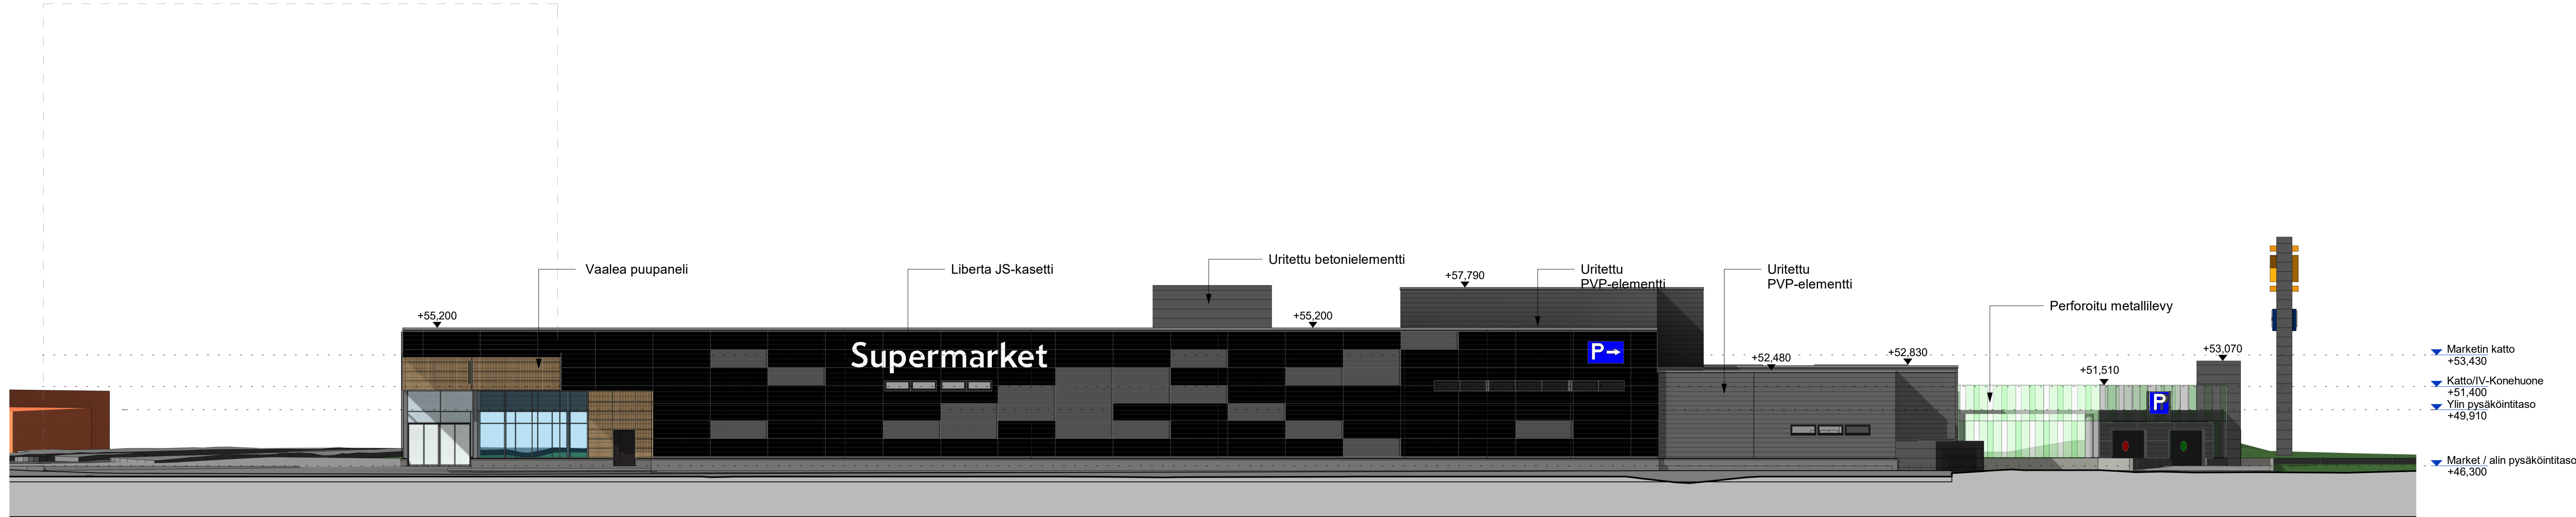 Uritettu betonielementti
Vaalea puupaneli
Liberta JS-kasetti
Uritettu
PVP-elementti
Uritettu
PVP-elementti
+57,790
Perforoitu metallilevy
+55,200
+55,200
Supermarket
P
+53,070
Marketin katto
+53,430
+52,480
+52,830
+51,510
Katto/IV-Konehuone
+51,400
P
Ylin pysäköintitaso
+49,910
Market / alin pysäköintitaso
+46,300